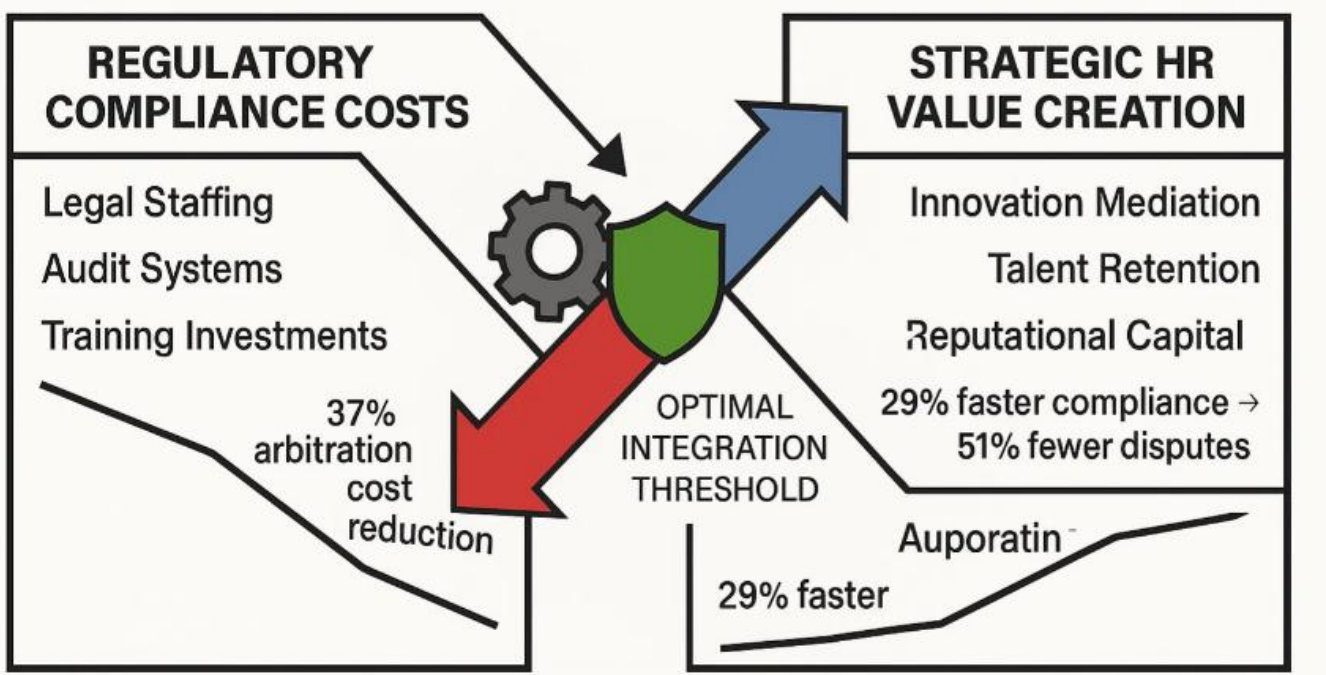 REGULATORY
COMPLIANCE COSTS
Legal Staffing
Audit Systems
Training Investments
37%
arbitration
cost
reduction
OPTIMAL
INTEGRATION
THRESHOLD
STRATEGIC HR
VALUE CREATION
Innovation Mediation
Talent Retention
Reputational Capital
29% faster compliance →
51% fewer disputes
Auporatin
29% faster